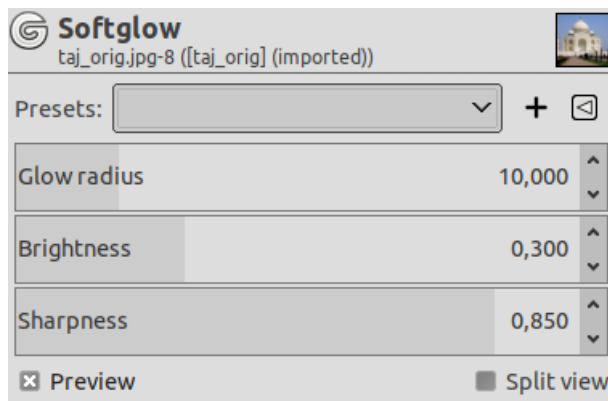 Softglow
taj_orig.jpg-8 ([taj_orig] (imported))
Presets:
Glow radius 10,000
Brightness 0,300
Sharpness 0,850
Preview Split view